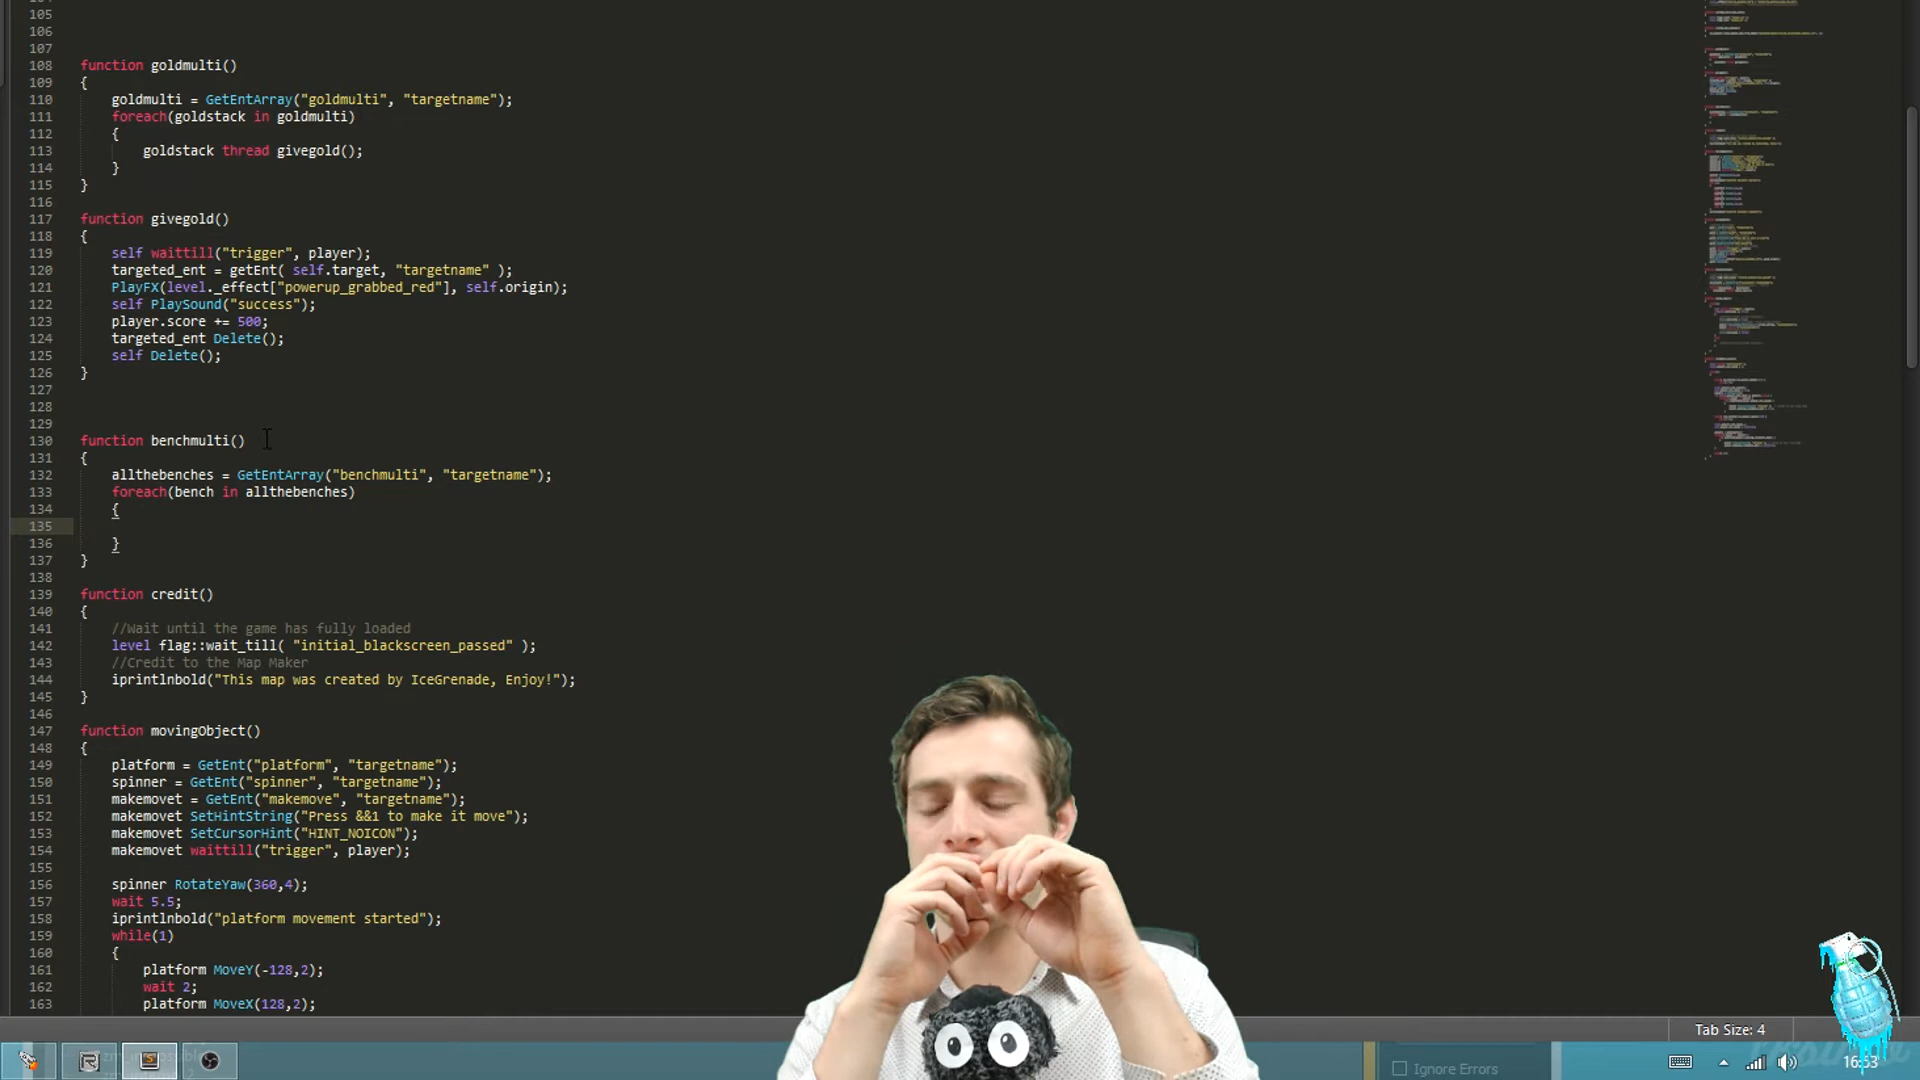 105
106
107
108 function goldmulti()
109 {
110 goldmulti = GetEntArray("goldmulti", "targetname");
111 foreach(goldstack in goldmulti)
112 {
113 goldstack thread givegold();
114 }
115 }
116
117 function givegold()
118 {
119 self waittill("trigger", player);
120 targeted_ent = getEnt( self.target, "targetname" );
121 PlayFX(level._effect["powerup_grabbed_red"], self.origin);
122 self PlaySound("success");
123 player.score += 500;
124 targeted_ent Delete();
125 self Delete();
126 }
127
128
129
130 function benchmulti()
131 {
132 allthebenches = GetEntArray("benchmulti", "targetname");
133 foreach(bench in allthebenches)
134 {
135
136 }
137 }
138
139 function credit()
140 {
141 //Wait until the game has fully loaded
142 level flag::wait_till( "initial_blackscreen_passed" );
143 //Credit to the Map Maker
144 iprintlnbold("This map was created by IceGrenade, Enjoy!");
145 }
146
147 function movingObject()
148 {
149 platform = GetEnt("platform", "targetname");
150 spinner = GetEnt("spinner", "targetname");
151 makemovet = GetEnt("makemove", "targetname");
152 makemovet SetHintString("Press &&1 to make it move");
153 makemovet SetCursorHint("HINT_NOICON");
154 makemovet waittill("trigger", player);
155
156 spinner RotateYaw(360,4);
157 wait 5.5;
158 iprintlnbold("platform movement started");
159 while(1)
160 {
161 platform MoveY(-128,2);
162 wait 2;
163 platform MoveX(128,2);
Tab Size: 4
Ignore Errors
16:53